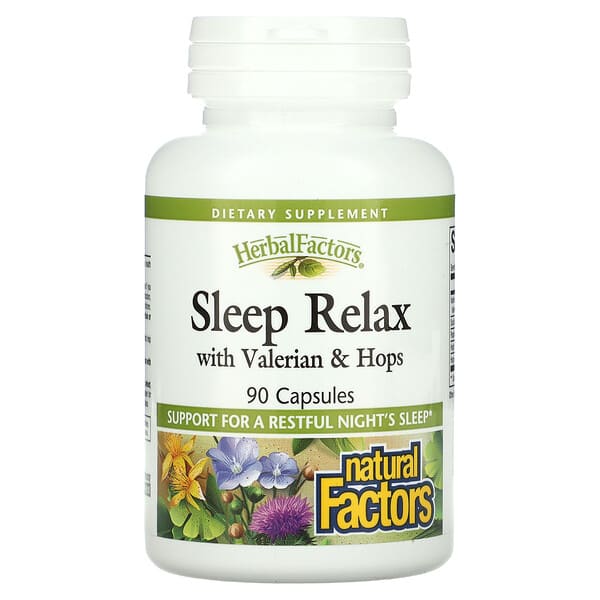 DIETARY SUPPLEMENT
HerbalFactors®
Sleep Relax
with Valerian & Hops
90 Capsules
SUPPORT FOR A RESTFUL NIGHT'S SLEEP*
natural
Factors®